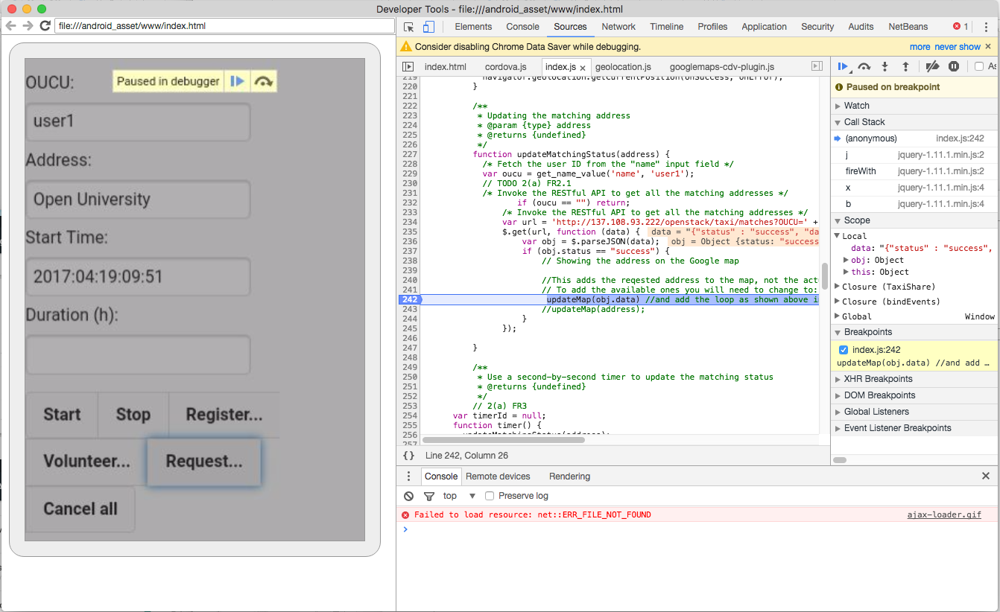 Developer Tools - file:///android_asset/www/index.html
file:///android_asset/www/index.html
Elements Console Sources Network Timeline Profiles Application Security Audits NetBeans 1
Consider disabling Chrome Data Saver while debugging. more never show ×
OUCU:
Paused in debugger
user1
Address:
Open University
Start Time:
2017:04:19:09:51
Duration (h):
Start Stop Register...
Volunteer... Request...
Cancel all
index.html cordova.js index.js × geolocation.js googlemaps-cdv-plugin.js
219 navigator.geolocation.getCurrentPosition(onSuccess, onError);
220 }
221
222 /**
223 * Updating the matching address
224 * @param {type} address
225 * @returns {undefined}
226 */
227 function updateMatchingStatus(address) {
228 /* Fetch the user ID from the "name" input field */
229 var oucu = get_name_value('name', 'user1');
230 // TODO 2(a) FR2.1
231 /* Invoke the RESTful API to get all the matching addresses */
232 if (oucu == "") return;
233 /* Invoke the RESTful API to get all the matching addresses */
234 var url = 'http://137.108.93.222/openstack/taxi/matches?OUCU=' +
235 $.get(url, function (data) { data = "{"status" : "success", "da
236 var obj = $.parseJSON(data); obj = Object {status: "success
237 if (obj.status == "success") {
238 // Showing the address on the Google map
239
240 //This adds the reqested address to the map, not the actu
241 // To add the available ones you will need to change to:
242 updateMap(obj.data) //and add the loop as shown above i
243 //updateMap(address);
244 }
245 });
246
247 }
248
249 /**
250 * Use a second-by-second timer to update the matching status
251 * @returns {undefined}
252 */
253 // 2(a) FR3
254 var timerId = null;
255 function timer() {
256 updateMatchingStatus(address);
257
{} Line 242, Column 26
As
Paused on breakpoint
Watch
Call Stack
(anonymous) index.js:242
j jquery-1.11.1.min.js:2
fireWith jquery-1.11.1.min.js:2
x jquery-1.11.1.min.js:4
b jquery-1.11.1.min.js:4
Scope
Local
data: "{"status" : "success",
obj: Object
this: Object
Closure (TaxiShare)
Closure (bindEvents)
Global Window
Breakpoints
index.js:242
updateMap(obj.data) //and add …
XHR Breakpoints
DOM Breakpoints
Global Listeners
Event Listener Breakpoints
Console Remote devices Rendering
top Preserve log
Failed to load resource: net::ERR_FILE_NOT_FOUND ajax-loader.gif